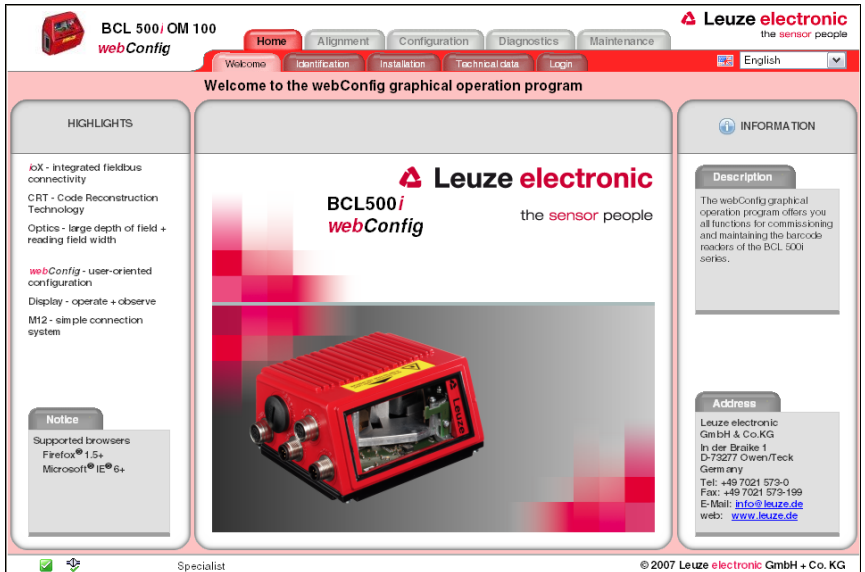 BCL 500i OM 100
webConfig
Home
Alignment
Configuration
Diagnostics
Maintenance
Leuze electronic
the sensor people
Welcome
Identification
Installation
Technical data
Login
English
Welcome to the webConfig graphical operation program
HIGHLIGHTS
ioX - integrated fieldbus
connectivity
CRT - Code Reconstruction
Technology
Optics - large depth of field +
reading field width
webConfig - user-oriented
configuration
Display - operate + observe
M12 - simple connection
system
Notice
Supported browsers
Firefox® 1.5+
Microsoft® IE® 6+
Leuze electronic
BCL500i
webConfig
the sensor people
Leuze
INFORMATION
Description
The webConfig graphical
operation program offers you
all functions for commissioning
and maintaining the barcode
readers of the BCL 500i
series.
Address
Leuze electronic
GmbH & Co.KG
In der Braike 1
D-73277 Owen/Teck
Germany
Tel: +49 7021 573-0
Fax: +49 7021 573-199
E-Mail: info@leuze.de
web: www.leuze.de
Specialist
© 2007 Leuze electronic GmbH + Co. KG